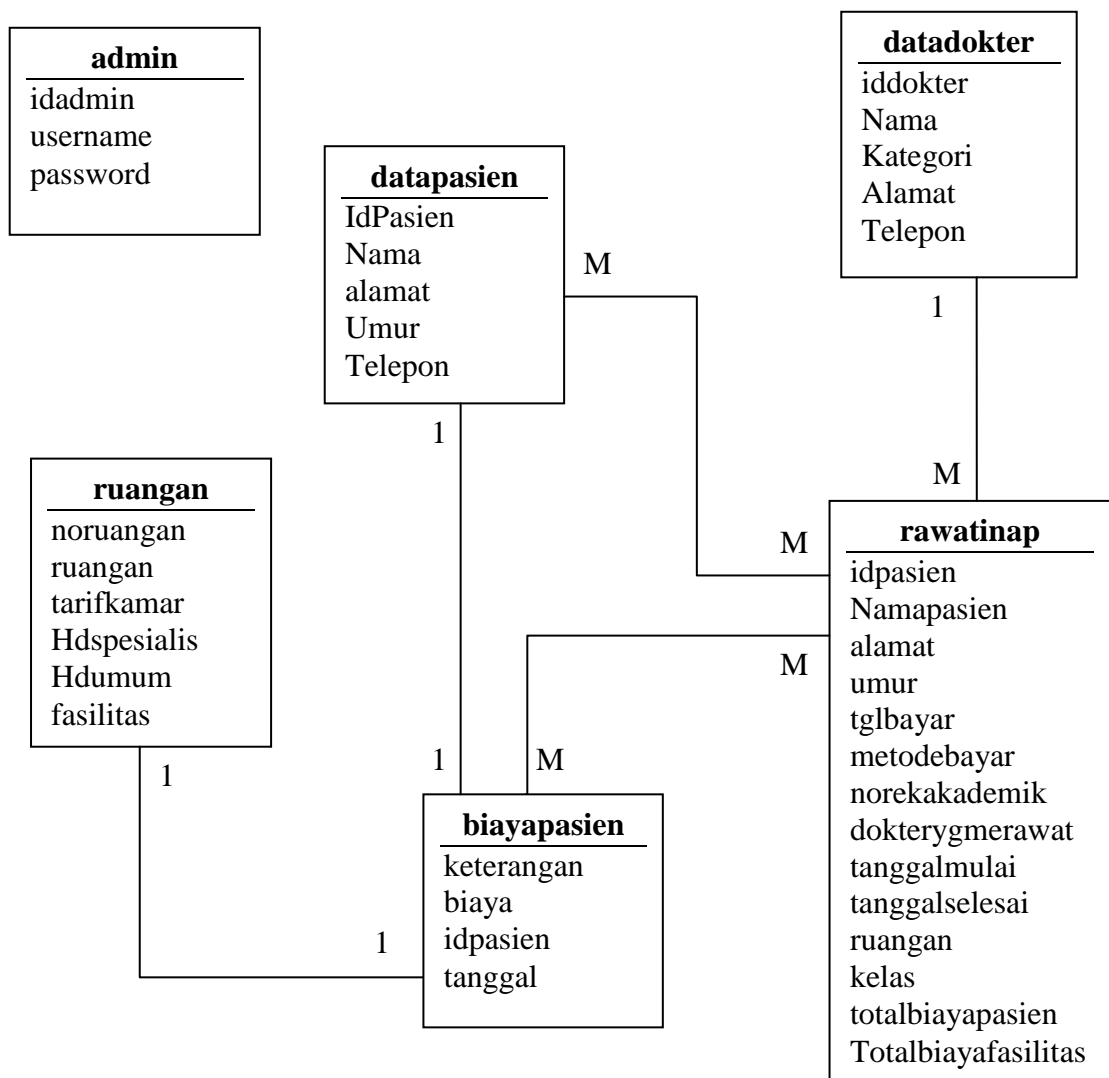 admin
idadmin
username
password
datadokter
iddokter
Nama
Kategori
Alamat
Telepon
datapasien
IdPasien
Nama
alamat
Umur
Telepon
M
1
1
M
M
M
ruangan
noruangan
ruangan
tarifkamar
Hdspesialis
Hdumum
fasilitas
1
1
M
1
biayapasien
keterangan
biaya
idpasien
tanggal
rawatinap
idpasien
Namapasien
alamat
umur
tglbayar
metodebayar
norekakademik
dokterygmerawat
tanggalmulai
tanggalselesai
ruangan
kelas
totalbiayapasien
Totalbiayafasilitas